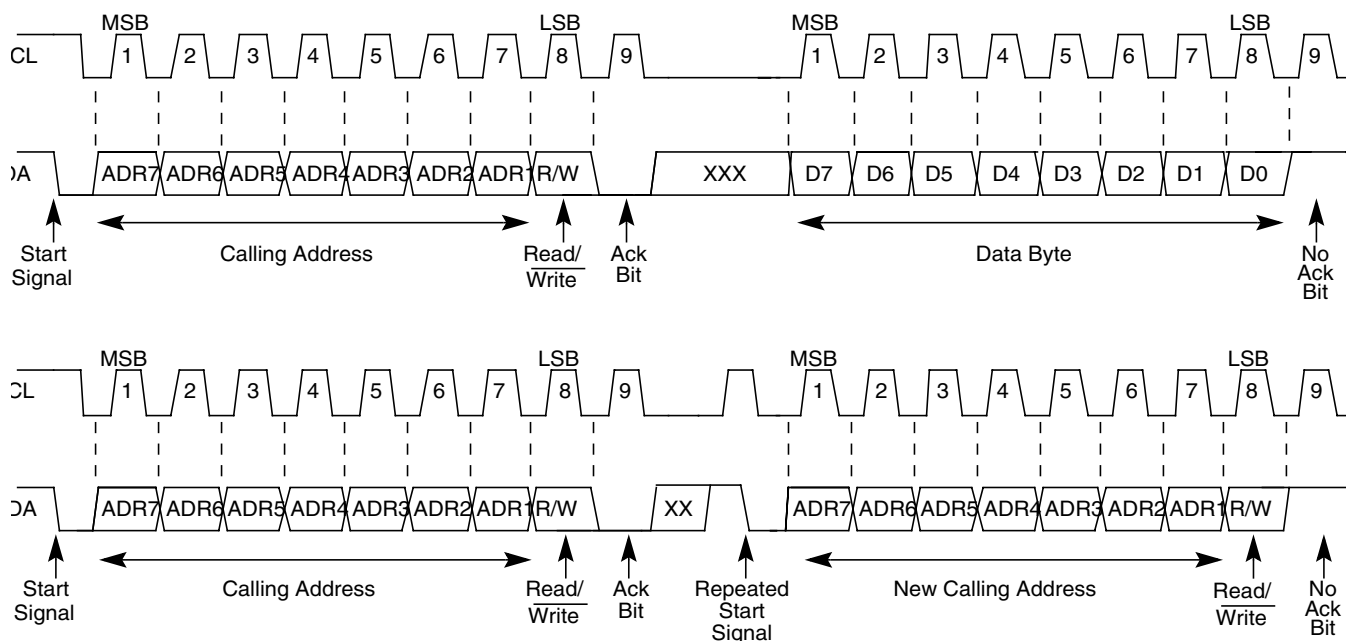 MSB LSB MSB LSB
CL 1 2 3 4 5 6 7 8 9 1 2 3 4 5 6 7 8 9
DA ADR7 ADR6 ADR5 ADR4 ADR3 ADR2 ADR1 R/W XXX D7 D6 D5 D4 D3 D2 D1 D0
Start Signal
Calling Address
Read/
Write
Ack
Bit
Data Byte
No
Ack
Bit
MSB LSB MSB LSB
CL 1 2 3 4 5 6 7 8 9 1 2 3 4 5 6 7 8 9
DA ADR7 ADR6 ADR5 ADR4 ADR3 ADR2 ADR1 R/W XX ADR7 ADR6 ADR5 ADR4 ADR3 ADR2 ADR1 R/W
Start
Signal
Calling Address
Read/
Write
Ack
Bit
Repeated
Start
Signal
New Calling Address
Read/
Write
No
Ack
Bit